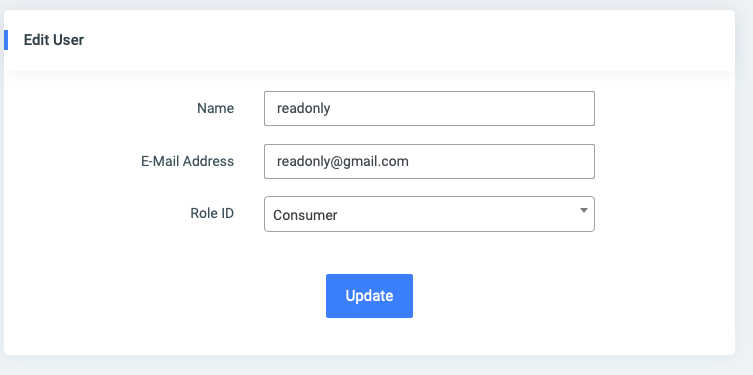 Edit User
Name readonly
E-Mail Address readonly@gmail.com
Role ID Consumer
Update